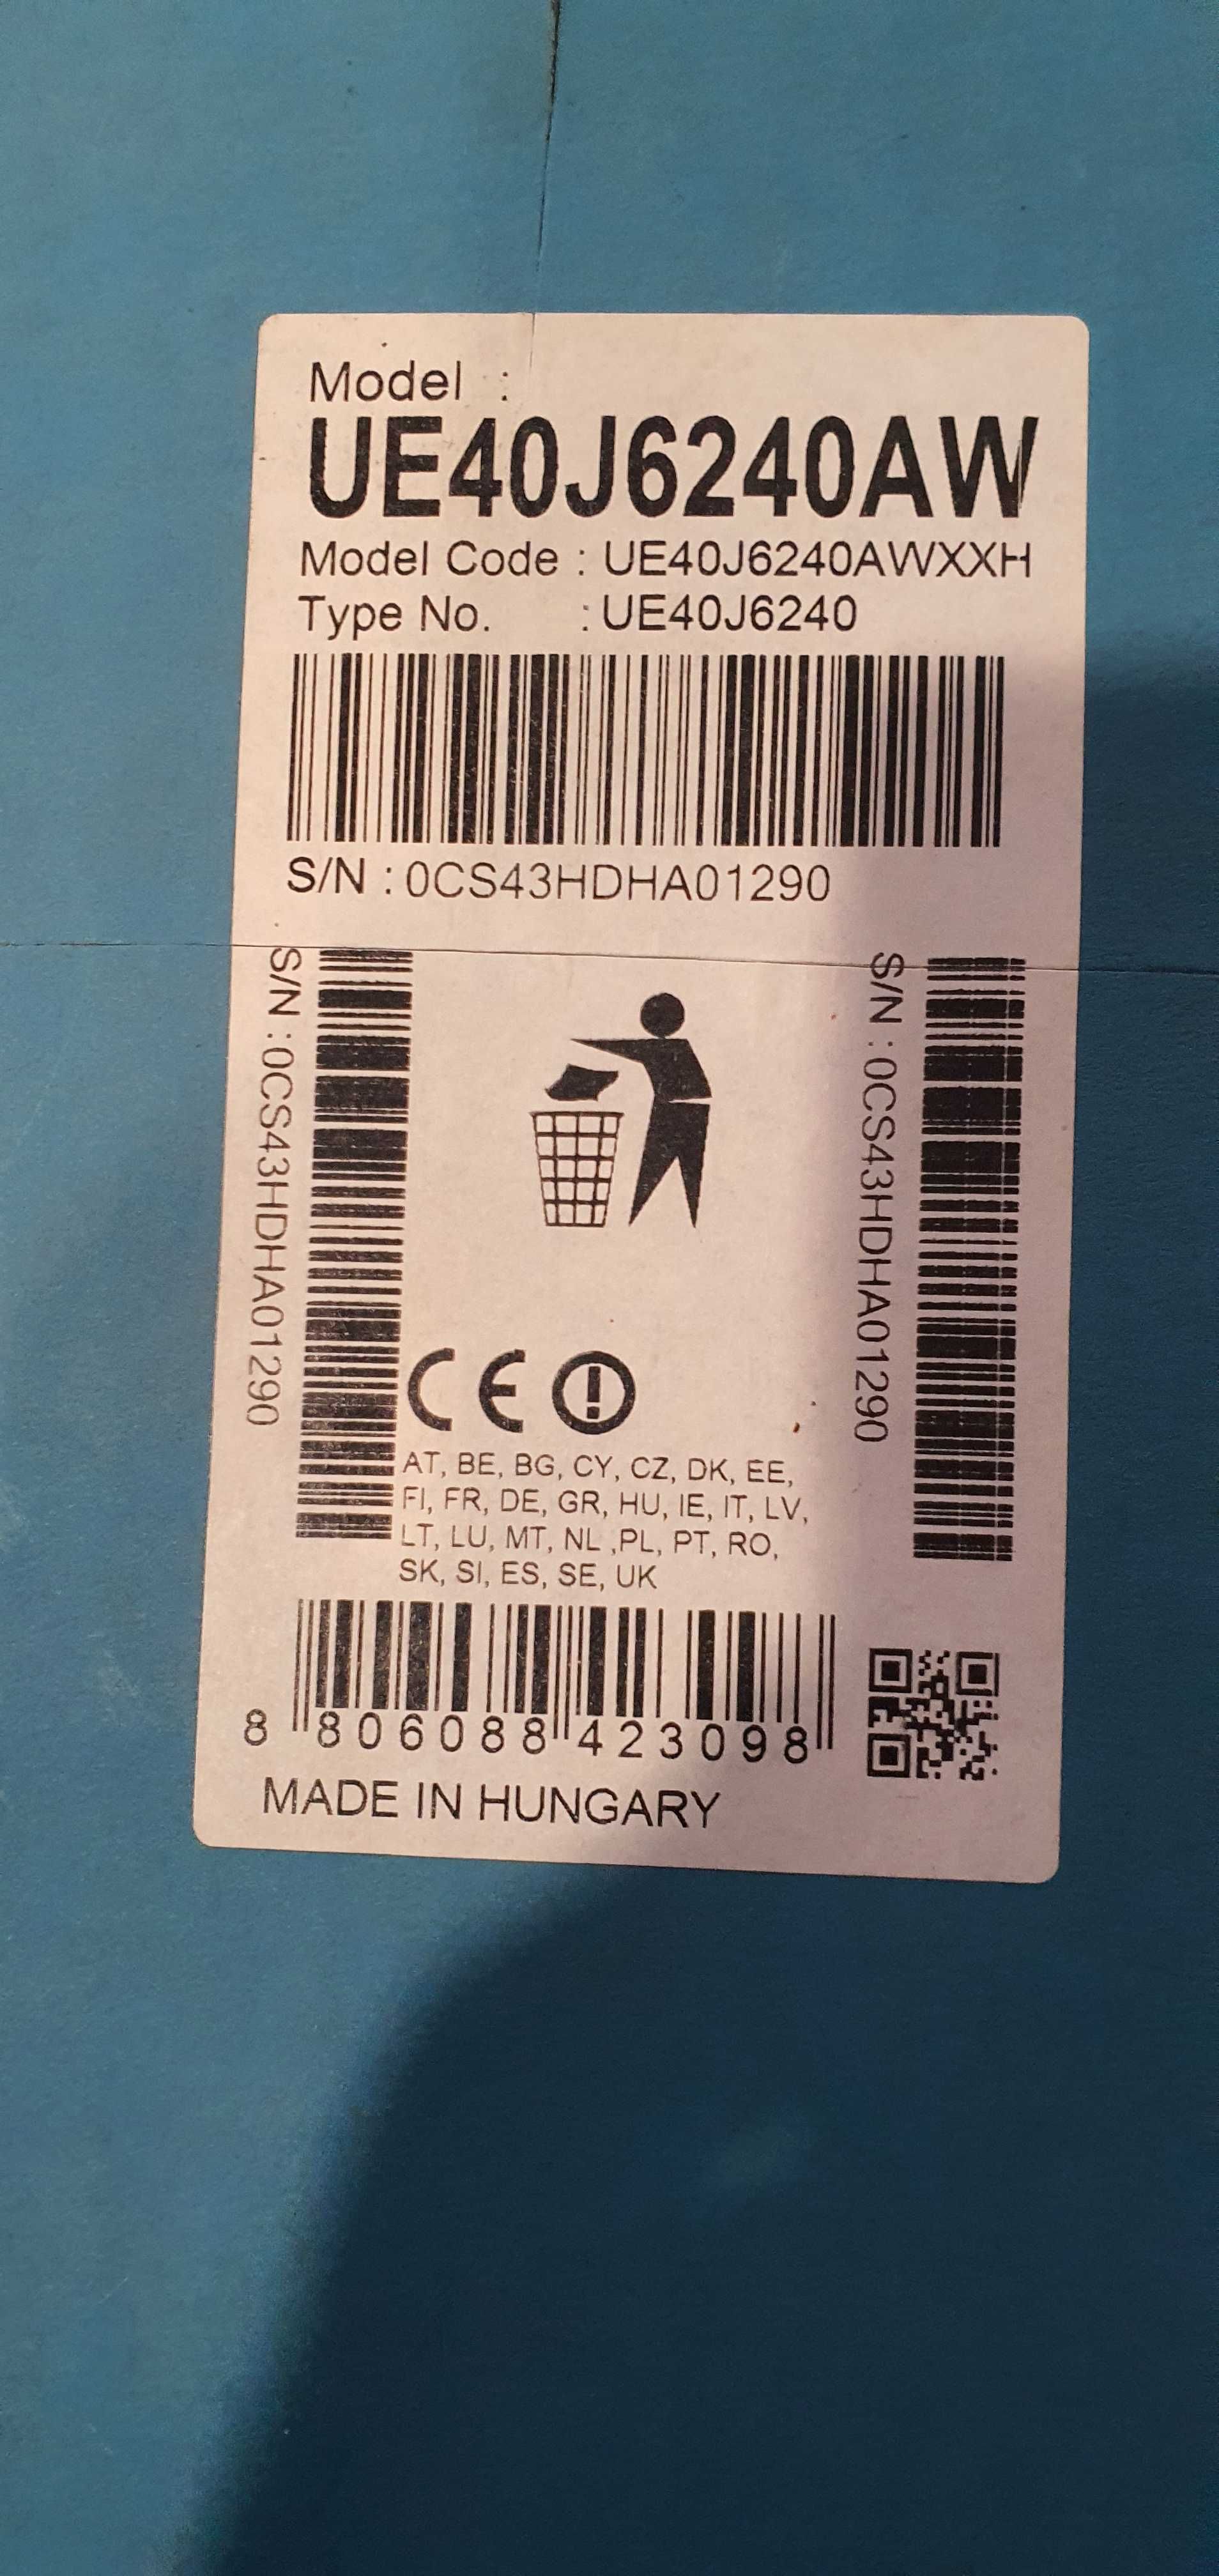 Model :
UE40J6240AW
Model Code : UE40J6240AWXXH
Type No. : UE40J6240
S/N : 0CS43HDHA01290
S/N : 0CS43HDHA01290
S/N : 0CS43HDHA01290
CE
AT, BE, BG, CY, CZ, DK, EE,
FI, FR, DE, GR, HU, IE, IT, LV,
LT, LU, MT, NL ,PL, PT, RO,
SK, SI, ES, SE, UK
8 806088 423098
MADE IN HUNGARY